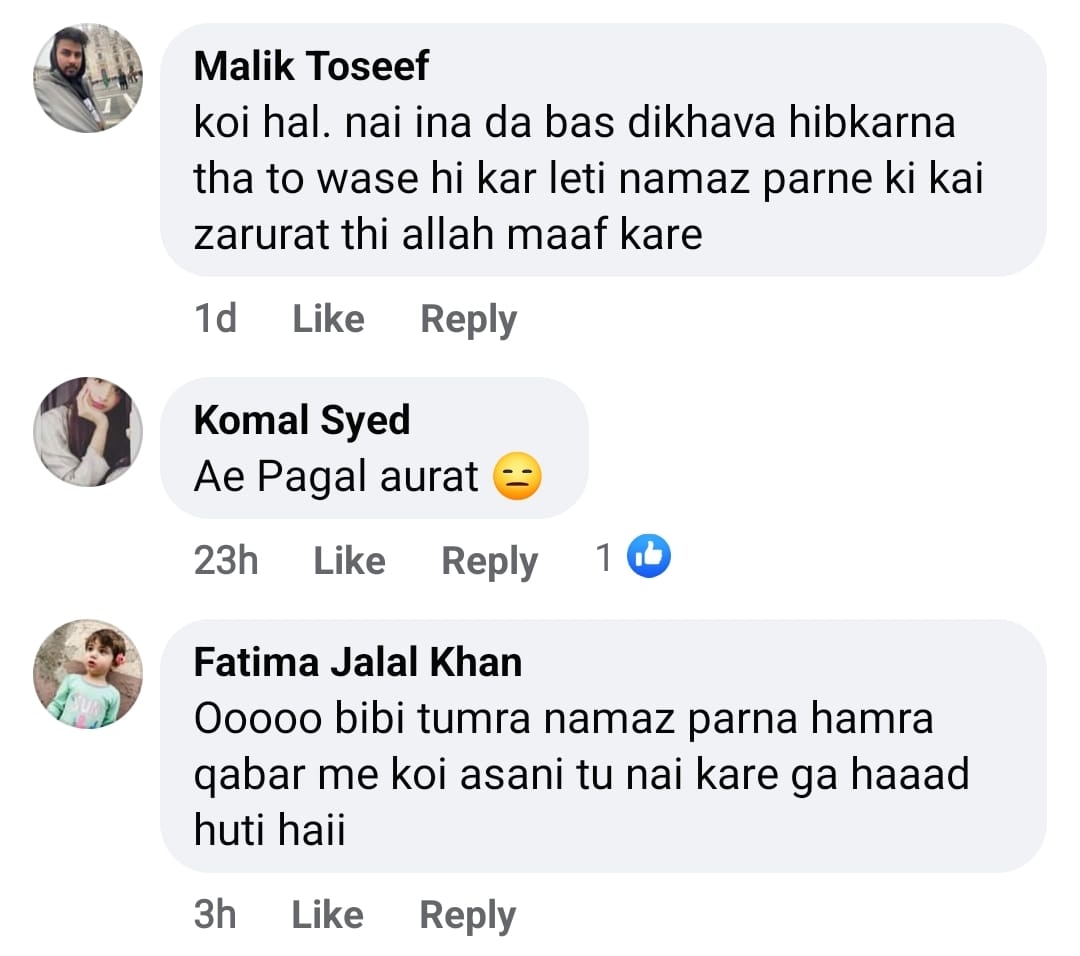 Malik Toseef
koi hal. nai ina da bas dikhava hibkarna
tha to wase hi kar leti namaz parne ki kai
zarurat thi allah maaf kare
1d Like Reply
Komal Syed
Ae Pagal aurat 😑
23h Like Reply 1
Fatima Jalal Khan
Ooooo bibi tumra namaz parna hamra
qabar me koi asani tu nai kare ga haaad
huti haii
3h Like Reply